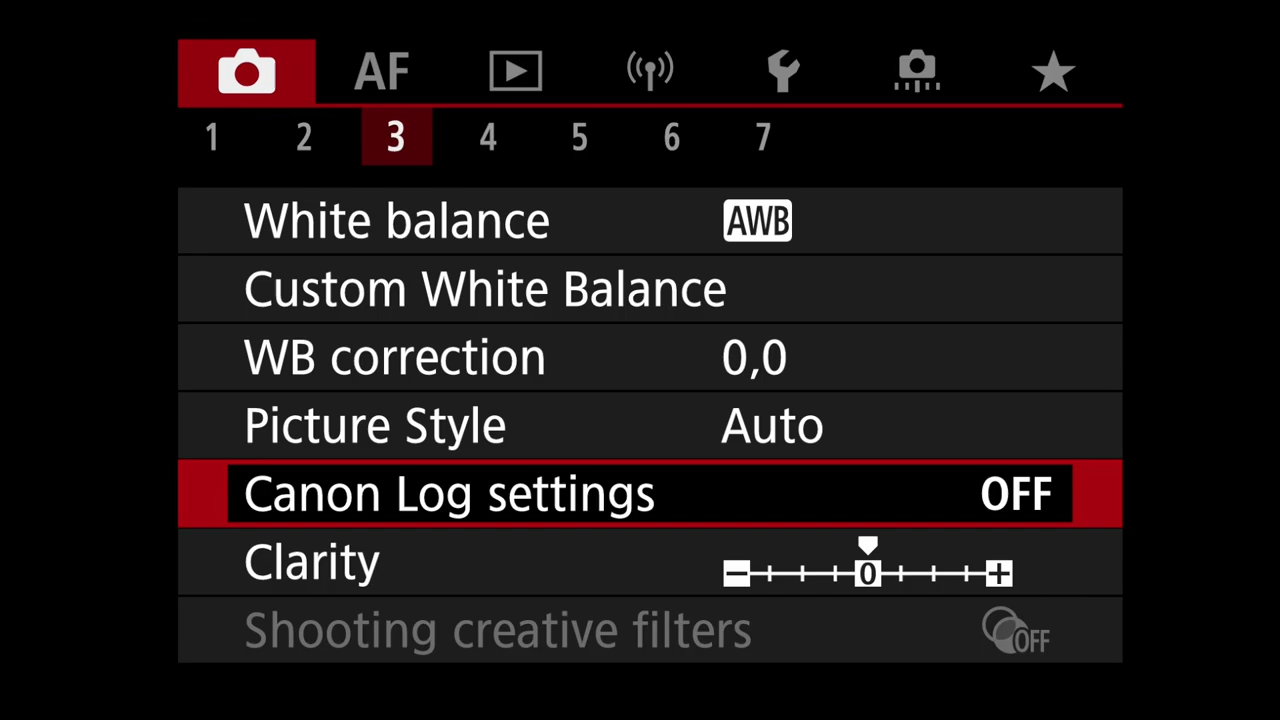 AF
1 2 3 4 5 6 7
White balance AWB
Custom White Balance
WB correction 0,0
Picture Style Auto
Canon Log settings OFF
Clarity 0
Shooting creative filters OFF